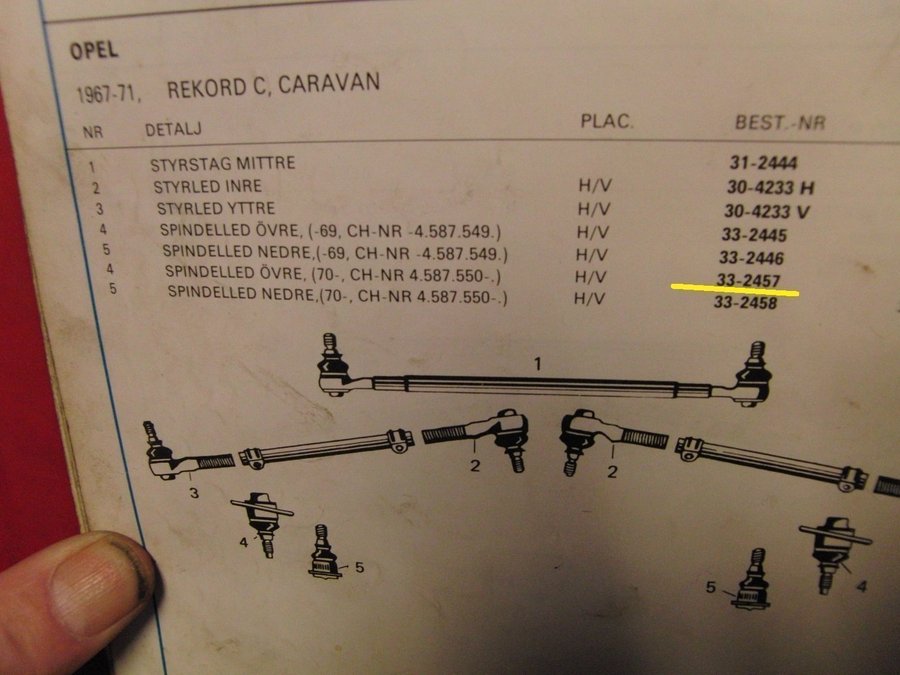 OPEL
1967-71, REKORD C, CARAVAN
NR DETALJ PLAC. BEST.-NR
1 STYRSTAG MITTRE 31-2444
2 STYRLED INRE H/V 30-4233 H
3 STYRLED YTTRE H/V 30-4233 V
4 SPINDELLED ÖVRE, (-69, CH-NR -4.587.549.) H/V 33-2445
5 SPINDELLED NEDRE,(-69, CH-NR -4.587.549.) H/V 33-2446
4 SPINDELLED ÖVRE, (70-, CH-NR 4.587.550-.) H/V 33-2457
5 SPINDELLED NEDRE,(70-, CH-NR 4.587.550-.) H/V 33-2458
1
2 2
3
4 5 5 4